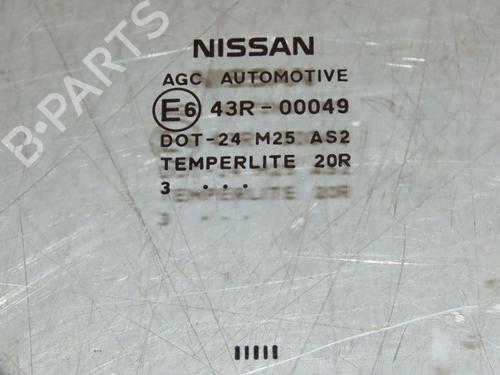 NISSAN
AGC AUTOMOTIVE
E6 43R-00049
DOT-24 M25 AS2
TEMPERLITE 20R
3 ...
B-PARTS